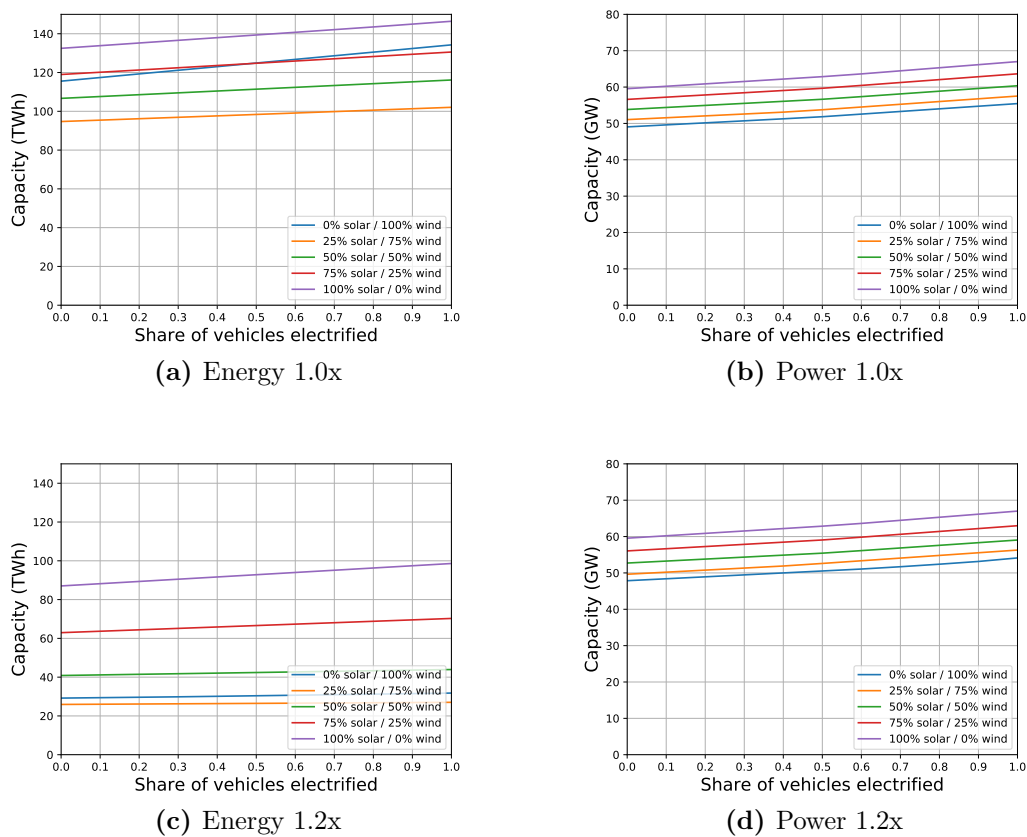 140
120
100
80
60
40
20
0
Capacity (TWh)
0% solar / 100% wind
25% solar / 75% wind
50% solar / 50% wind
75% solar / 25% wind
100% solar / 0% wind
0.0 0.1 0.2 0.3 0.4 0.5 0.6 0.7 0.8 0.9 1.0
Share of vehicles electrified
(a) Energy 1.0x
80
70
60
50
40
30
20
10
0
Capacity (GW)
0% solar / 100% wind
25% solar / 75% wind
50% solar / 50% wind
75% solar / 25% wind
100% solar / 0% wind
0.0 0.1 0.2 0.3 0.4 0.5 0.6 0.7 0.8 0.9 1.0
Share of vehicles electrified
(b) Power 1.0x
140
120
100
80
60
40
20
0
Capacity (TWh)
0% solar / 100% wind
25% solar / 75% wind
50% solar / 50% wind
75% solar / 25% wind
100% solar / 0% wind
0.0 0.1 0.2 0.3 0.4 0.5 0.6 0.7 0.8 0.9 1.0
Share of vehicles electrified
(c) Energy 1.2x
80
70
60
50
40
30
20
10
0
Capacity (GW)
0% solar / 100% wind
25% solar / 75% wind
50% solar / 50% wind
75% solar / 25% wind
100% solar / 0% wind
0.0 0.1 0.2 0.3 0.4 0.5 0.6 0.7 0.8 0.9 1.0
Share of vehicles electrified
(d) Power 1.2x